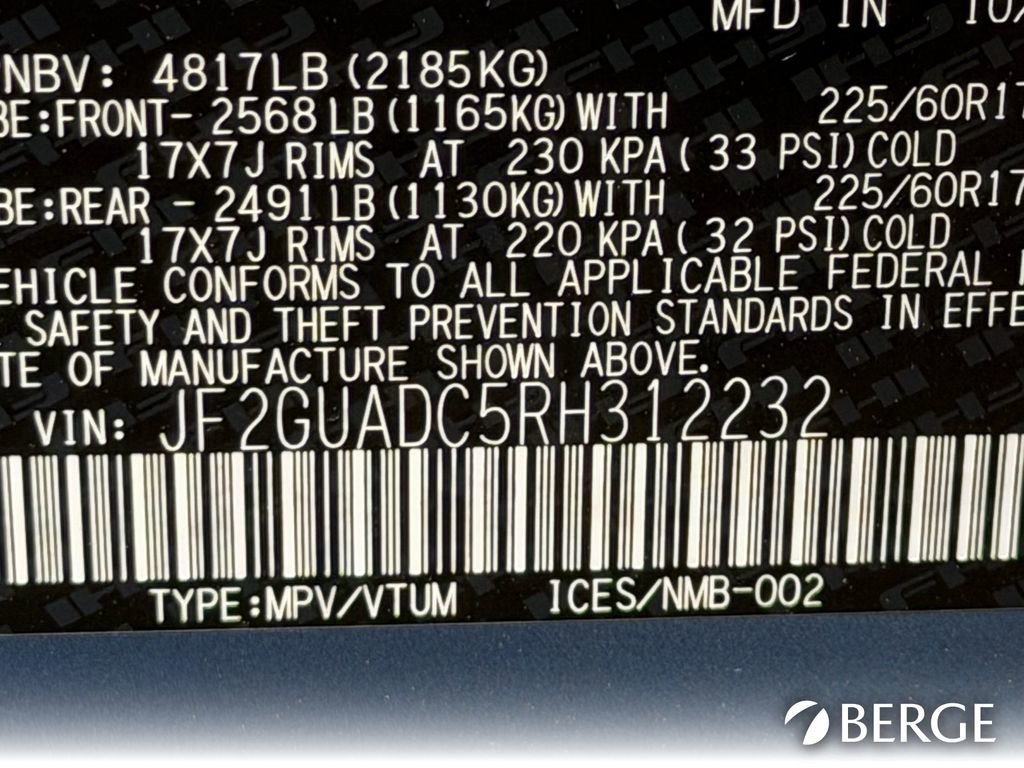 MFD IN 10/
PNBV: 4817LB (2185KG)
BE:FRONT- 2568 LB (1165KG) WITH 225/60R17
17X7J RIMS AT 230 KPA ( 33 PSI) COLD
BE:REAR - 2491 LB (1130KG) WITH 225/60R17
17X7J RIMS AT 220 KPA ( 32 PSI) COLD
EHICLE CONFORMS TO ALL APPLICABLE FEDERAL
SAFETY AND THEFT PREVENTION STANDARDS IN EFFE
TE OF MANUFACTURE SHOWN ABOVE.
VIN: JF2GUADC5RH312232
TYPE:MPV/VTUM ICES/NMB-002
BERGE